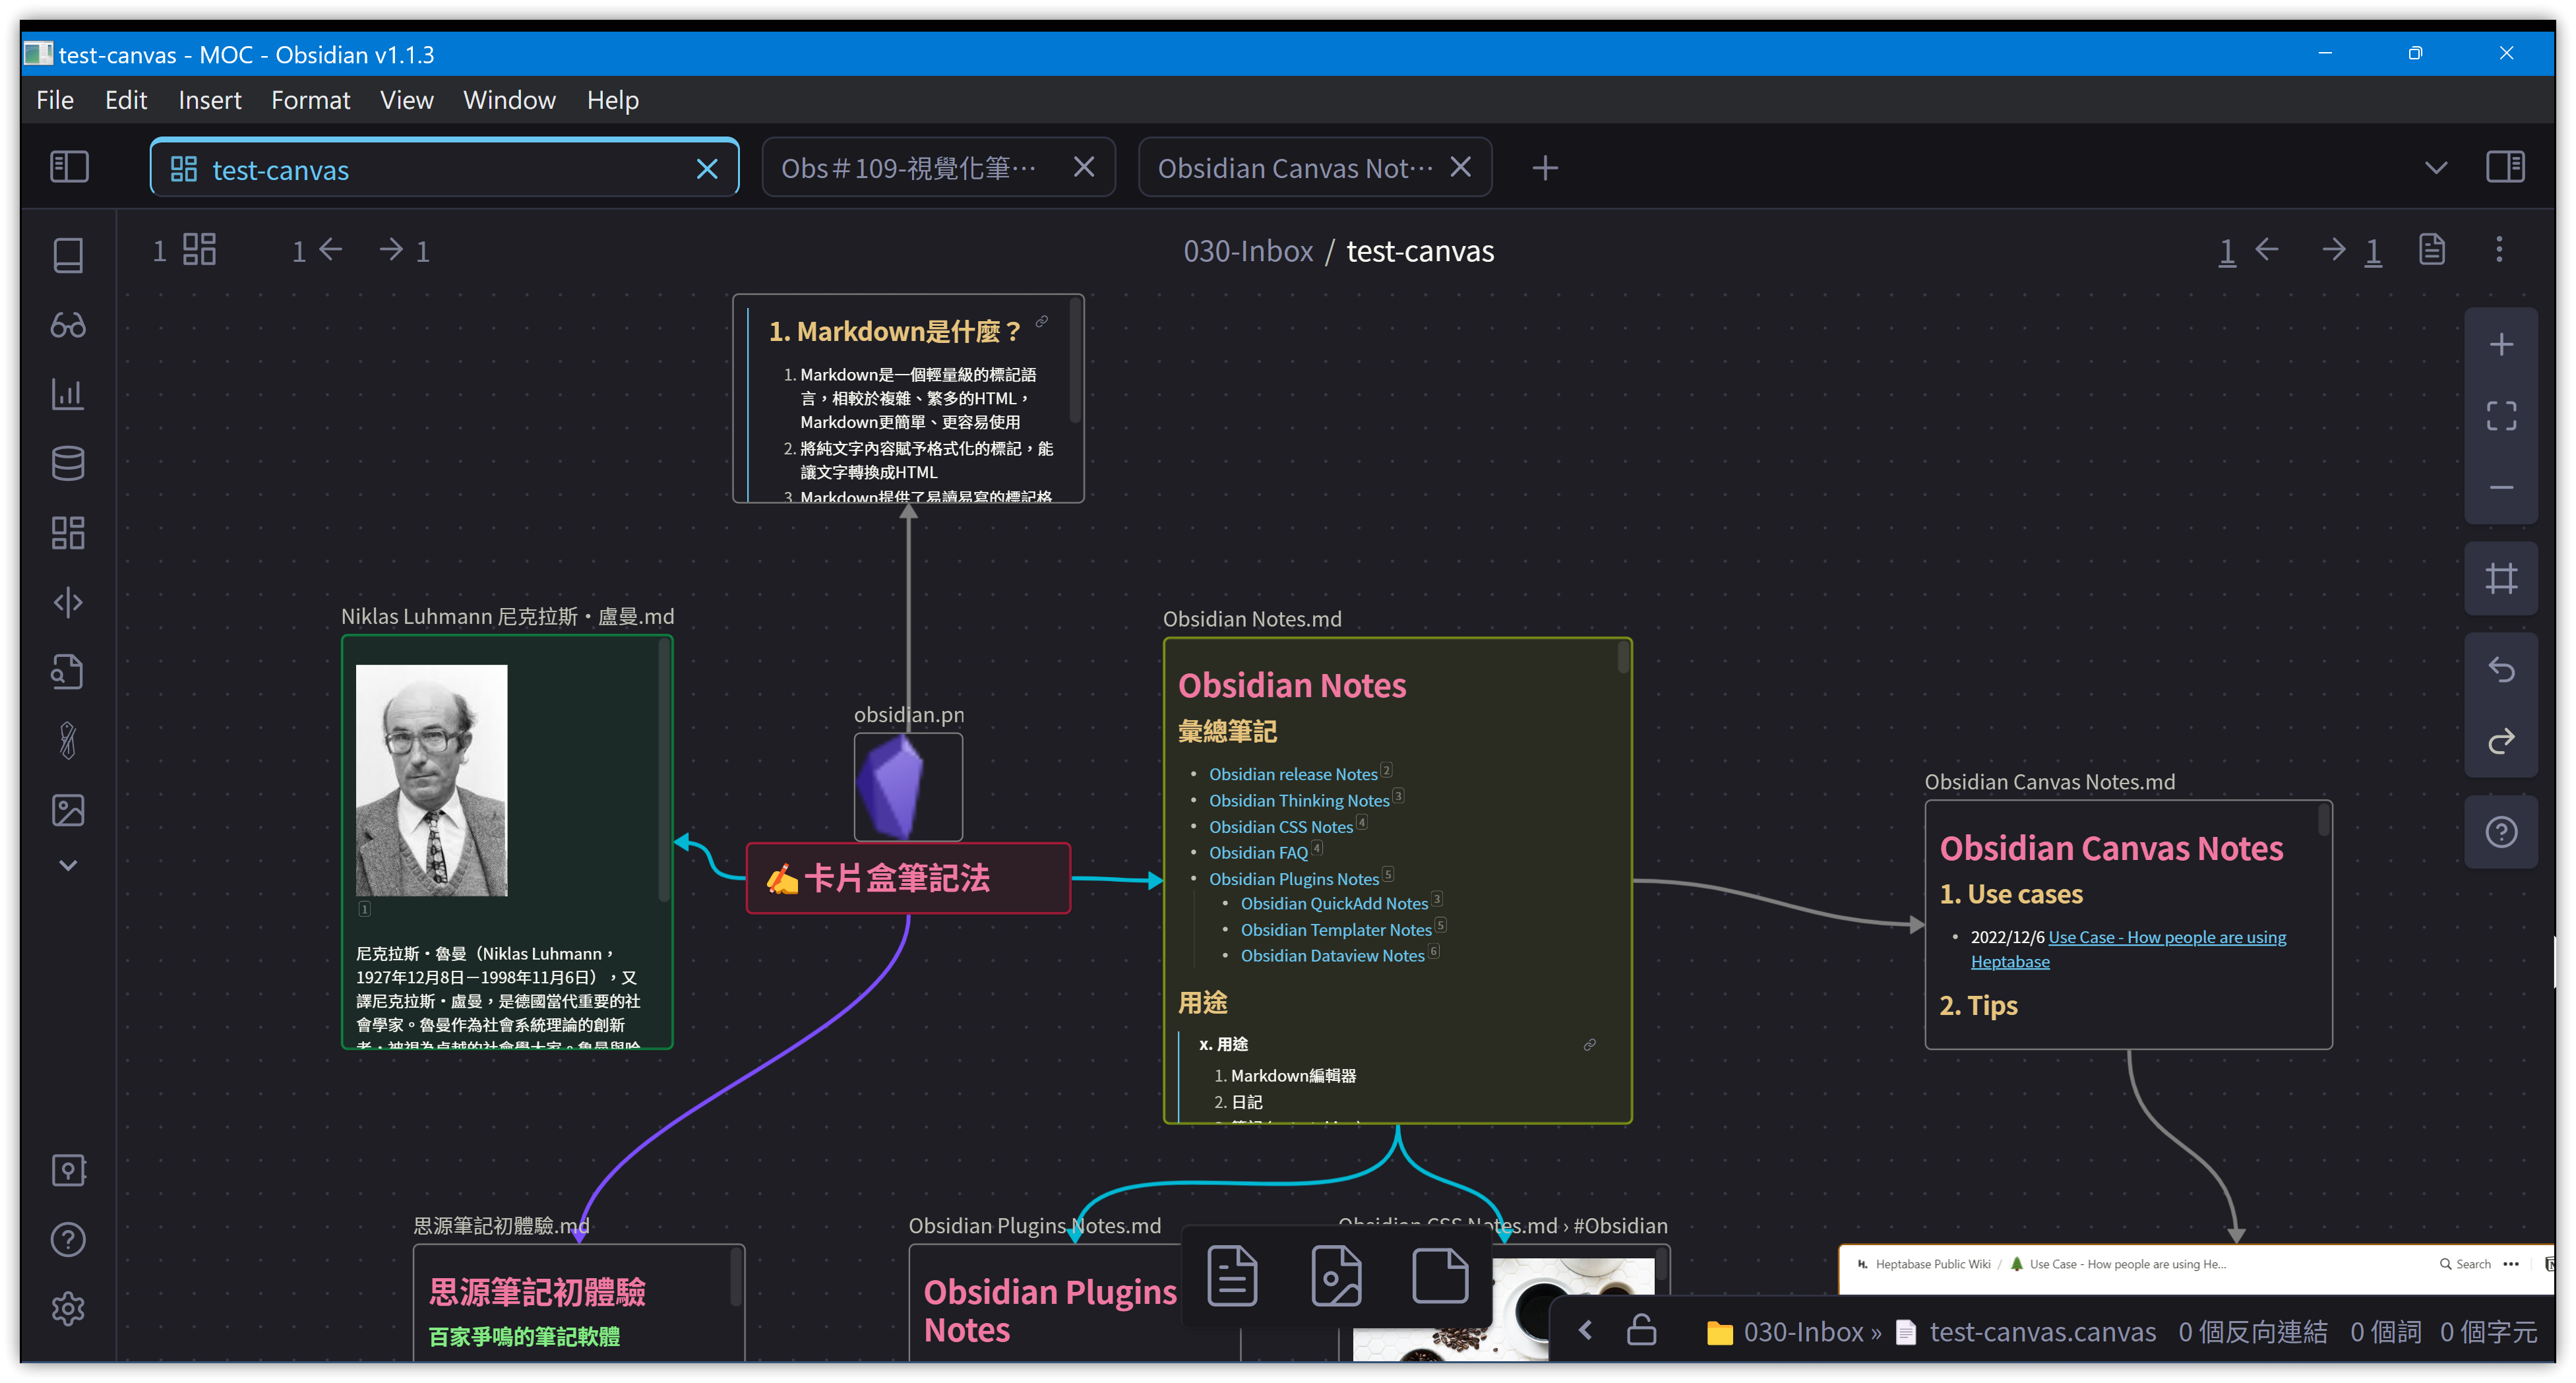 test-canvas - MOC - Obsidian v1.1.3
File Edit Insert Format View Window Help
test-canvas
Obs＃109-視覺化筆…
Obsidian Canvas Not…
1
1 ← → 1
030-Inbox / test-canvas
1 ← → 1
1. Markdown是什麼？
1. Markdown是一個輕量級的標記語
言，相較於複雜、繁多的HTML，
Markdown更簡單、更容易使用
2. 將純文字內容賦予格式化的標記，能
讓文字轉換成HTML
3. Markdown提供了易讀易寫的標記格
Niklas Luhmann 尼克拉斯・盧曼.md
1
尼克拉斯・魯曼（Niklas Luhmann，
1927年12月8日－1998年11月6日），又
譯尼克拉斯・盧曼，是德國當代重要的社
會學家。魯曼作為社會系統理論的創新
者，被視為卓越的社會學大家。魯曼與哈
obsidian.pn
✍卡片盒筆記法
Obsidian Notes.md
Obsidian Notes
彙總筆記
• Obsidian release Notes 2
• Obsidian Thinking Notes 3
• Obsidian CSS Notes 4
• Obsidian FAQ 4
• Obsidian Plugins Notes 5
• Obsidian QuickAdd Notes 3
• Obsidian Templater Notes 5
• Obsidian Dataview Notes 6
用途
x. 用途
1. Markdown編輯器
2. 日記
Obsidian Canvas Notes.md
Obsidian Canvas Notes
1. Use cases
• 2022/12/6 Use Case - How people are using
Heptabase
2. Tips
思源筆記初體驗.md
思源筆記初體驗
百家爭鳴的筆記軟體
Obsidian Plugins Notes.md
Obsidian Plugins
Notes
Obsidian CSS Notes.md › #Obsidian
Heptabase Public Wiki / Use Case - How people are using He...
Search
030-Inbox » test-canvas.canvas 0 個反向連結 0 個詞 0 個字元